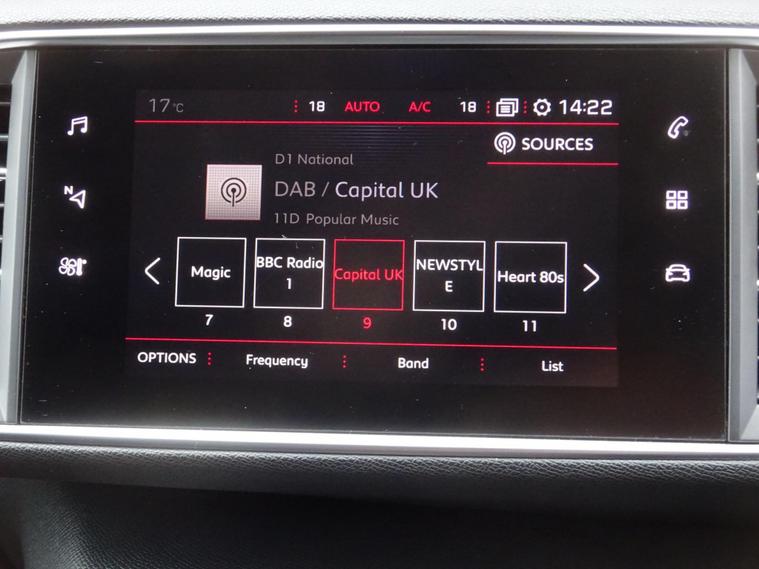 17°C 18 AUTO A/C 18 14:22
SOURCES
D1 National
DAB / Capital UK
11D Popular Music
Magic
BBC Radio
1
Capital UK
NEWSTYL
E
Heart 80s
7 8 9 10 11
OPTIONS Frequency Band List
N